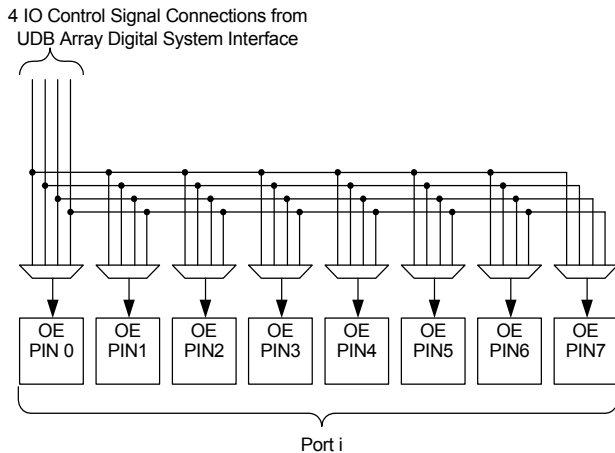 4 IO Control Signal Connections from
UDB Array Digital System Interface
OE
PIN 0
OE
PIN1
OE
PIN2
OE
PIN3
OE
PIN4
OE
PIN5
OE
PIN6
OE
PIN7
Port i